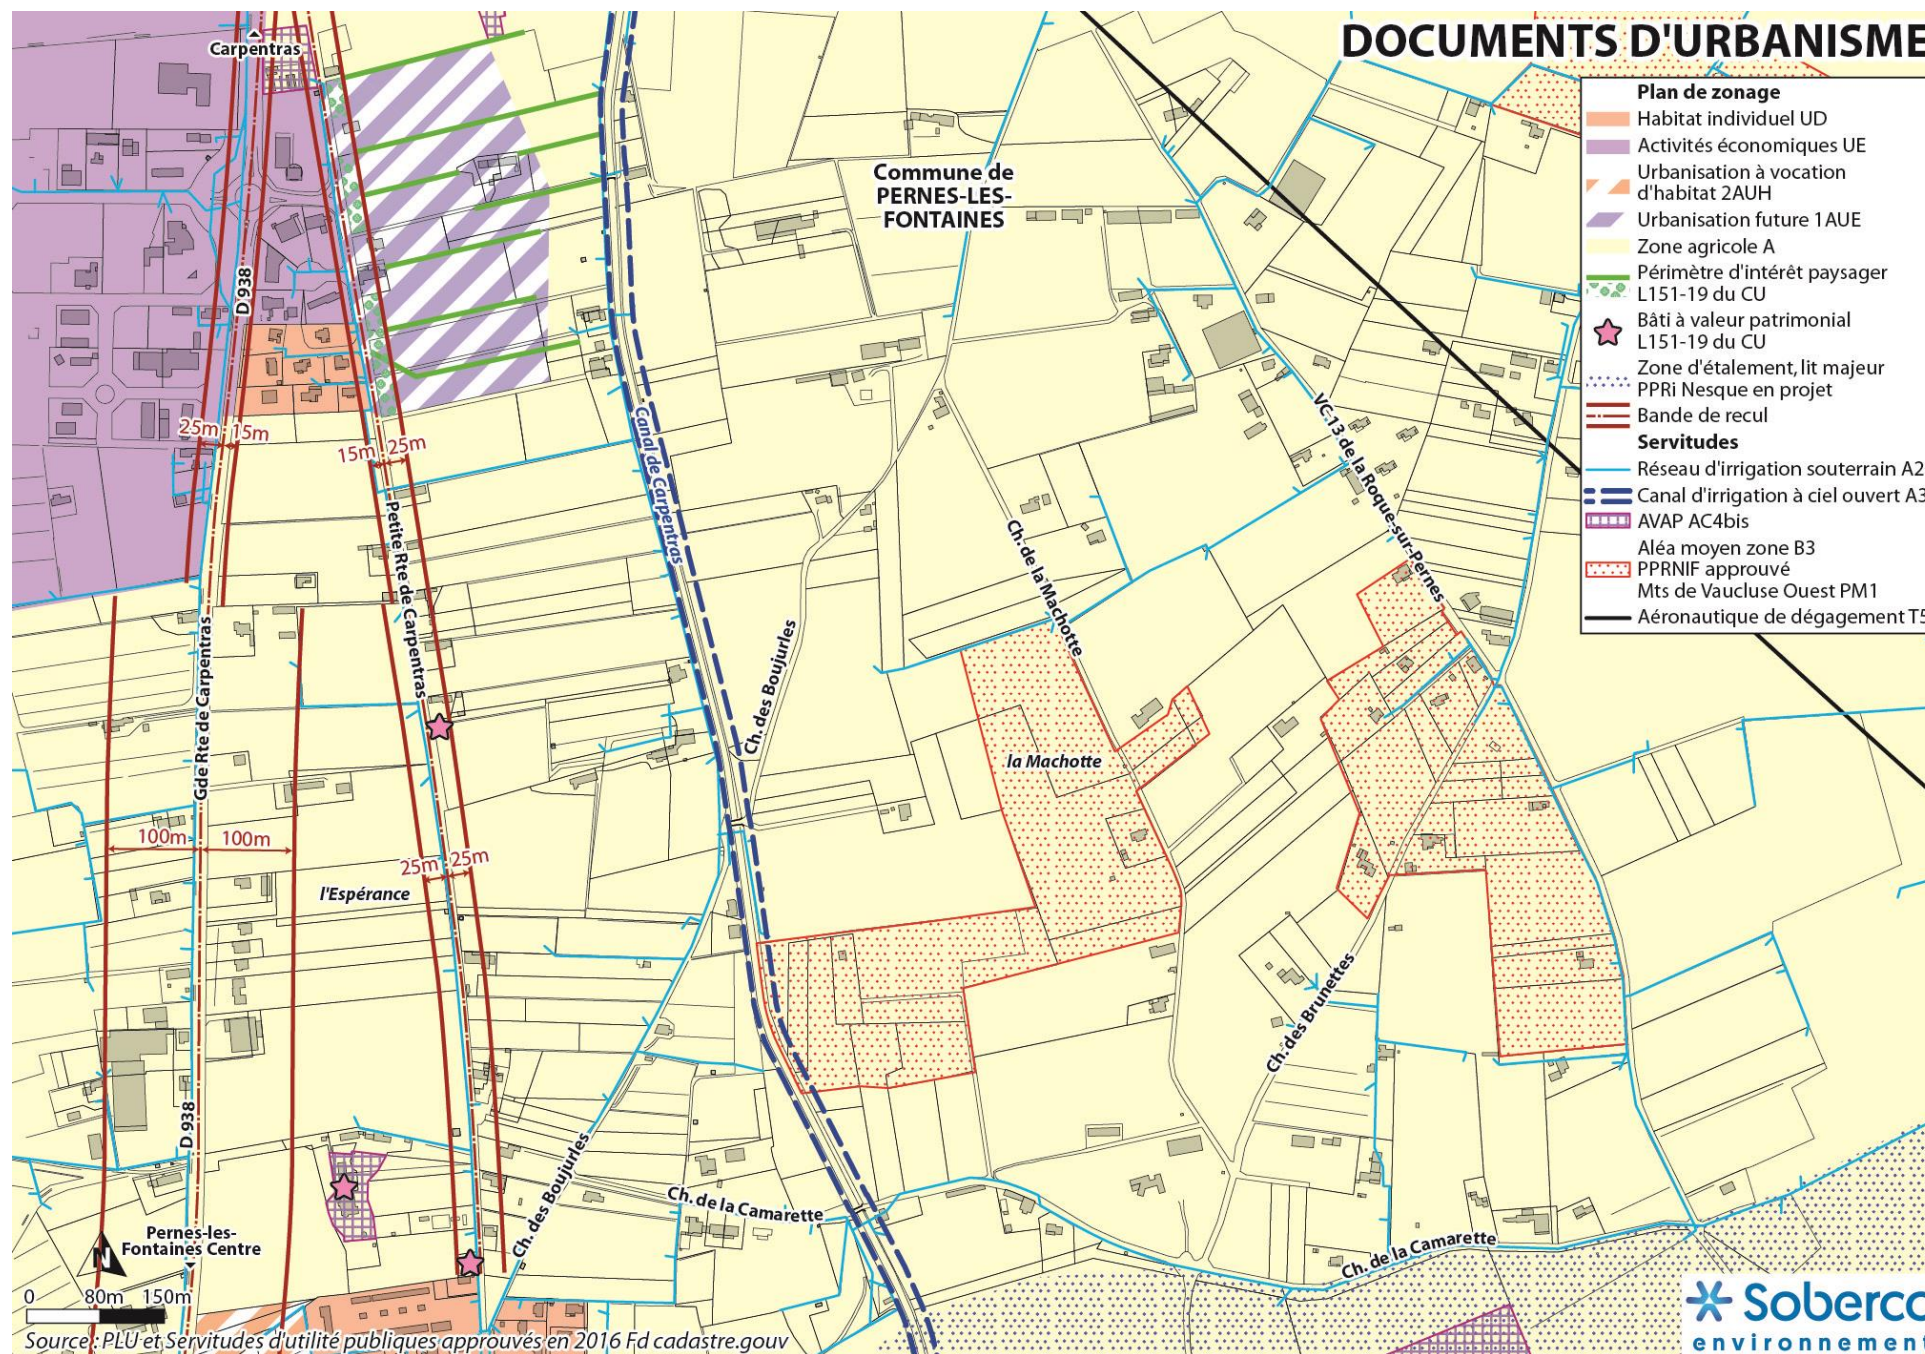 DOCUMENTS D'URBANISME
Plan de zonage
Habitat individuel UD
Activités économiques UE
Urbanisation à vocation
d'habitat 2AUH
Urbanisation future 1AUE
Zone agricole A
Périmètre d'intérêt paysager
L151-19 du CU
Bâti à valeur patrimonial
L151-19 du CU
Zone d'étalement, lit majeur
PPRi Nesque en projet
Bande de recul
Servitudes
Réseau d'irrigation souterrain A2
Canal d'irrigation à ciel ouvert A3
AVAP AC4bis
Aléa moyen zone B3
PPRNIF approuvé
Mts de Vaucluse Ouest PM1
Aéronautique de dégagement T5
Carpentras
Commune de
PERNES-LES-
FONTAINES
D 938
25m
15m
15m
25m
Canal de Carpentras
Petite Rte de Carpentras
VC 13 de la Roque-sur-Pernes
Ch. de la Machotte
Ch. des Boujurles
Gde Rte de Carpentras
la Machotte
100m
100m
25m
25m
l'Espérance
Ch. des Brunettes
D 938
Ch. des Boujurles
Ch. de la Camarette
Ch. de la Camarette
Pernes-les-
Fontaines Centre
N
0
80m
150m
Source : PLU et Servitudes d'utilité publiques approuvés en 2016 Fd cadastre.gouv
Soberco
environnement